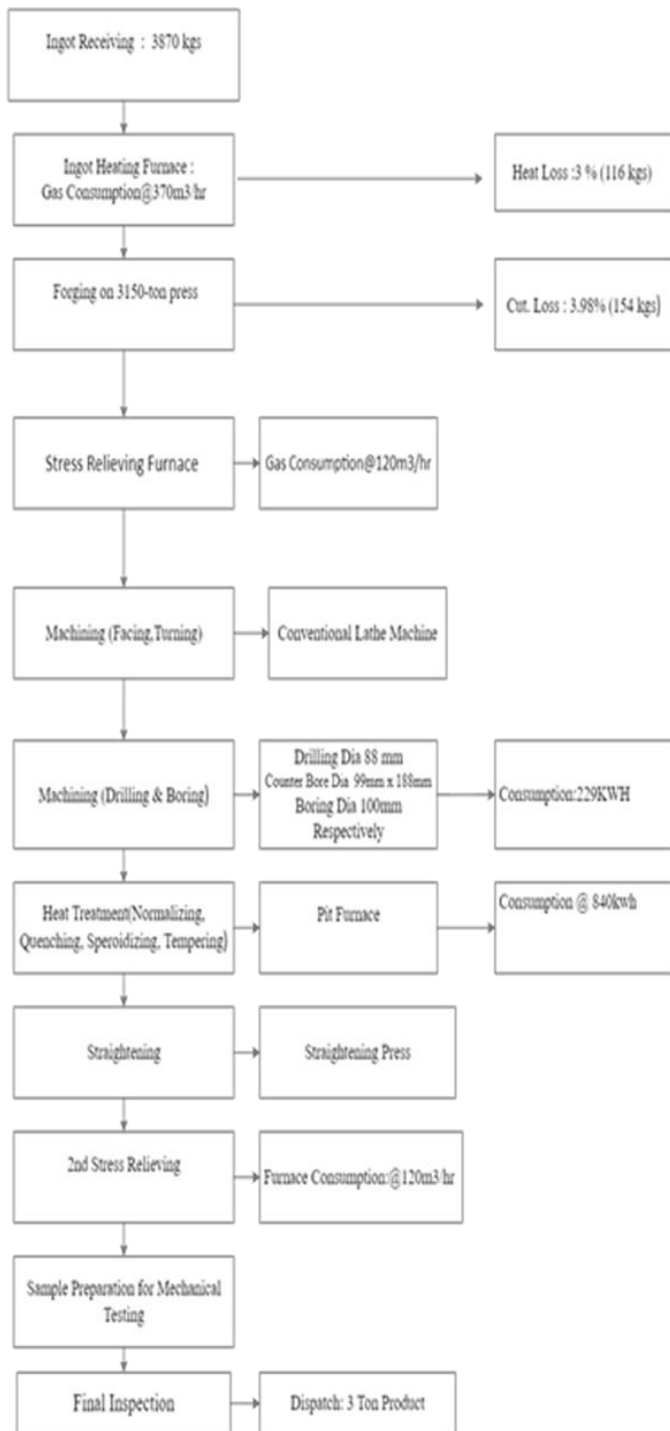 Ingot Receiving : 3870 kgs
Ingot Heating Furnace :
Gas Consumption@370m3/hr
Heat Loss :3 % (116 kgs)
Forging on 3150-ton press
Cut. Loss : 3.98% (154 kgs)
Stress Relieving Furnace
Gas Consumption@120m3/hr
Machining (Facing,Turning)
Conventional Lathe Machine
Machining (Drilling & Boring)
Drilling Dia 88 mm
Counter Bore Dia 99mm x 188mm
Boring Dia 100mm
Respectively
Consumption:229KWH
Heat Treatment(Normalizing,
Quenching, Speroidizing, Tempering)
Pit Furnace
Consumption @ 840kwh
Straightening
Straightening Press
2nd Stress Relieving
Furnace Consumption:@120m3/hr
Sample Preparation for Mechanical
Testing
Final Inspection
Dispatch: 3 Ton Product